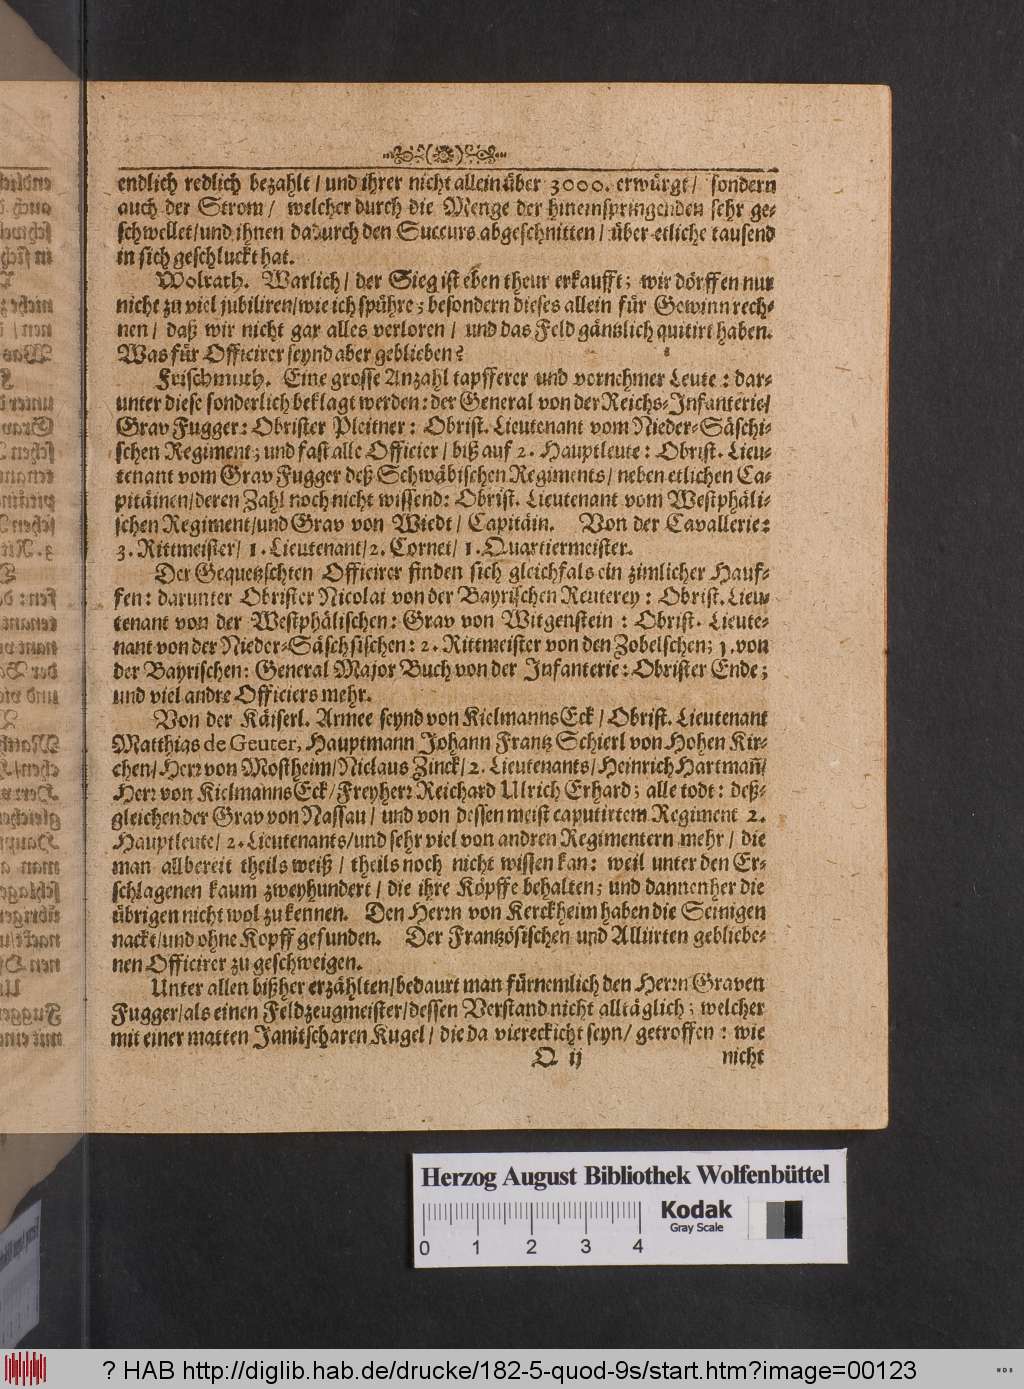 endlich redlich bezahlt / und ihrer nicht allein über 3000. erwürgt / sondern
auch der Strom / welcher durch die Menge der hineinspringenden sehr ge-
schwellet / und ihnen dadurch den Succurs abgeschnitten / über etliche tausend
in sich geschluckt hat.
Wolrath. Warlich / der Sieg ist eben theur erkaufft; wir dörffen nur
nicht zu viel jubiliren / wie ich spühre; besondern dieses allein für Gewinn rech-
nen / daß wir nicht gar alles verloren / und das Feld gäntzlich quitirt haben.
Was für Officirer seynd aber geblieben?
Frischmuth. Eine grosse Anzahl tapfferer und vornehmer Leute: dar-
unter diese sonderlich beklagt werden: der General von der Reichs-Infanterie /
Grav Fugger: Obrister Pleitner: Obrist. Lieutenant vom Nieder-Säschi-
schen Regiment; und fast alle Officier / biß auf 2. Hauptleute: Obrist. Lieu-
tenant vom Grav Fugger deß Schwäbischen Regiments / neben etlichen Ca-
pitäinen / deren Zahl noch nicht wissend: Obrist. Lieutenant vom Westphäli-
schen Regiment / und Grav von Wiedt / Capitäin. Von der Cavallerie:
3. Rittmeister / 1. Lieutenant / 2. Cornet / 1. Quartiermeister.
Der Gequetzschten Officirer finden sich gleichfals ein zimlicher Hauf-
fen: darunter Obrister Nicolai von der Bayrischen Reuterey: Obrist. Lieu-
tenant von der Westphälischen: Grav von Witgenstein: Obrist. Lieute-
nant von der Nieder-Säschsischen: 2. Rittmeister von den Zobelschen; 1. von
der Bayrischen: General Major Buch von der Infanterie: Obrister Ende;
und viel andre Officiers mehr.
Von der Käiserl. Armee seynd von Kielmanns Eck / Obrist. Lieutenant
Matthias de Geuter, Hauptmann Johann Frantz Schierl von Hohen Kir-
chen / Herr von Mostheim / Niclaus Zinck / 2. Lieutenants / Heinrich Hartmañ /
Herr von Kielmanns Eck / Freyherr Reichard Ulrich Erhard; alle todt: deß-
gleichen der Grav von Nassau / und von dessen meist caputirtem Regiment 2.
Hauptleute / 2. Lieutenants / und sehr viel von andren Regimentern mehr / die
man allbereit theils weiß / theils noch nicht wissen kan: weil unter den Er-
schlagenen kaum zweyhundert / die ihre Köpffe behalten; und dannenher die
übrigen nicht wol zu kennen. Den Herrn von Kerckheim haben die Seinigen
nackt / und ohne Kopff gefunden. Der Frantzösischen und Alliirten gebliebe-
nen Officirer zu geschweigen.
Unter allen bißher erzählten / bedaurt man fürnemlich den Herrn Graven
Fugger / als einen Feldzeugmeister / dessen Verstand nicht alltäglich; welcher
mit einer matten Janitscharen Kugel / die da viereckicht seyn / getroffen: wie
O ij nicht
Herzog August Bibliothek Wolfenbüttel
Kodak
Gray Scale
0 1 2 3 4
? HAB http://diglib.hab.de/drucke/182-5-quod-9s/start.htm?image=00123